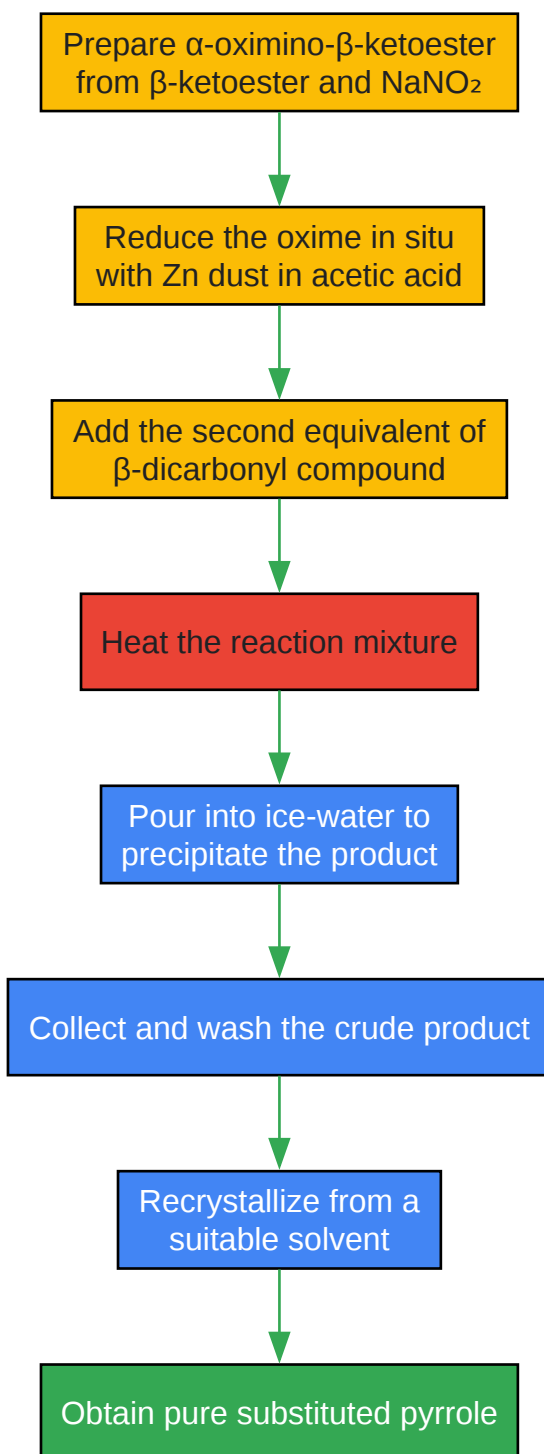 Prepare α-oximino-β-ketoester
from β-ketoester and NaNO₂
Reduce the oxime in situ
with Zn dust in acetic acid
Add the second equivalent of
β-dicarbonyl compound
Heat the reaction mixture
Pour into ice-water to
precipitate the product
Collect and wash the crude product
Recrystallize from a
suitable solvent
Obtain pure substituted pyrrole